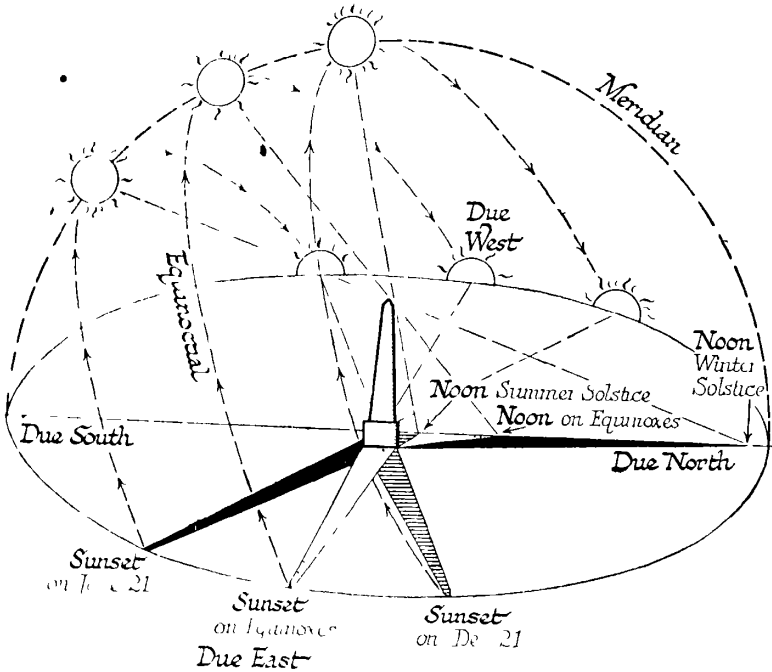 Meridian
Due
West
Equinoctial
Noon
Winter
Solstice
Noon Summer Solstice
Noon on Equinoxes
Due South
Due North
Sunset
on 21
Sunset
on
Due East
Sunset
on 21